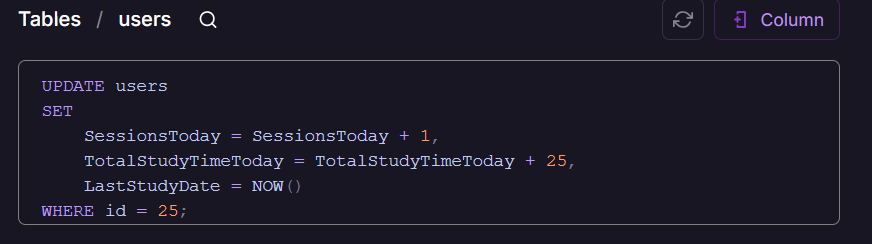 Tables / users
Column
UPDATE users
SET
SessionsToday = SessionsToday + 1,
TotalStudyTimeToday = TotalStudyTimeToday + 25,
LastStudyDate = NOW()
WHERE id = 25;